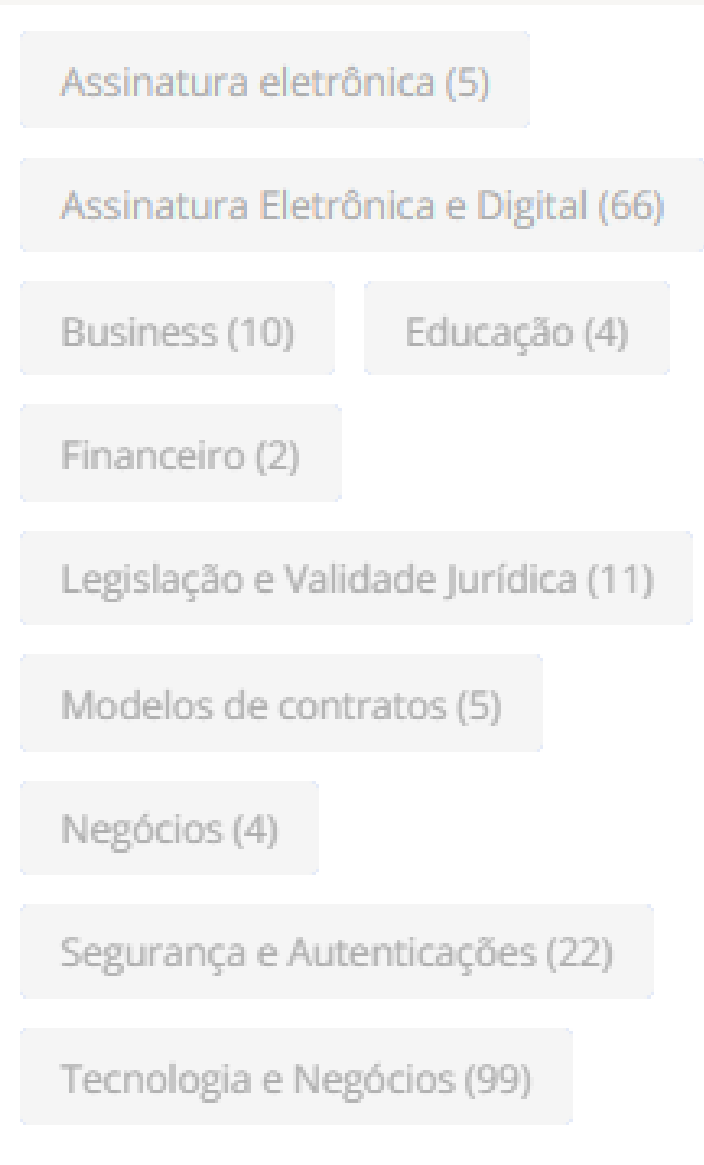 Assinatura eletrônica (5)
Assinatura Eletrônica e Digital (66)
Business (10) Educação (4)
Financeiro (2)
Legislação e Validade Jurídica (11)
Modelos de contratos (5)
Negócios (4)
Segurança e Autenticações (22)
Tecnologia e Negócios (99)